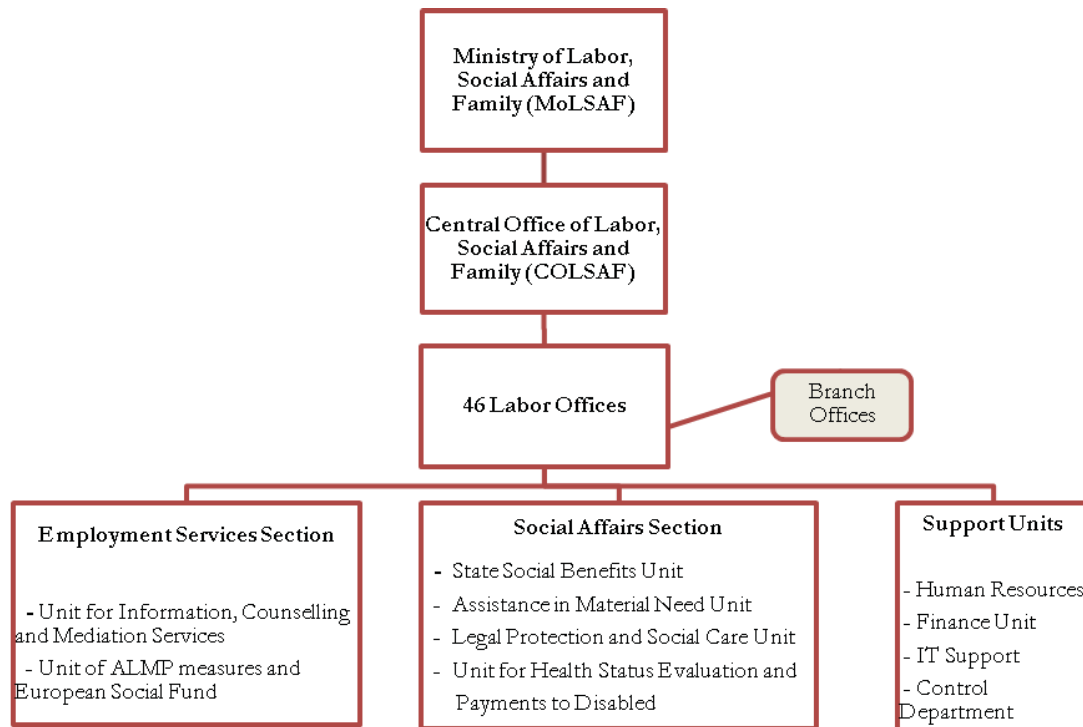 Ministry of Labor,
Social Affairs and
Family (MoLSAF)
Central Office of Labor,
Social Affairs and
Family (COLSAF)
46 Labor Offices
Branch
Offices
Employment Services Section
- Unit for Information, Counselling
and Mediation Services
- Unit of ALMP measures and
European Social Fund
Social Affairs Section
- State Social Benefits Unit
- Assistance in Material Need Unit
- Legal Protection and Social Care Unit
- Unit for Health Status Evaluation and
Payments to Disabled
Support Units
- Human Resources
- Finance Unit
- IT Support
- Control
Department